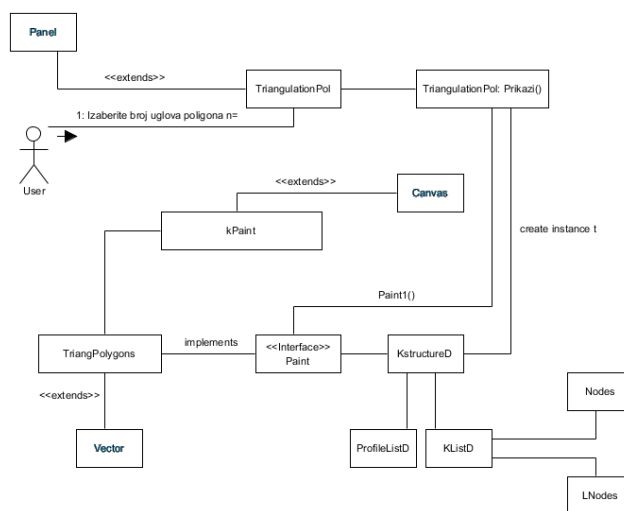 Panel
<<extends>>
TriangulationPol
TriangulationPol: Prikazi()
1: Izaberite broj uglova poligona n=
User
<<extends>>
Canvas
kPaint
create instance t
Paint1()
TriangPolygons
implements
<<Interface>>
Paint
KstructureD
<<extends>>
Vector
ProfileListD
KListD
Nodes
LNodes